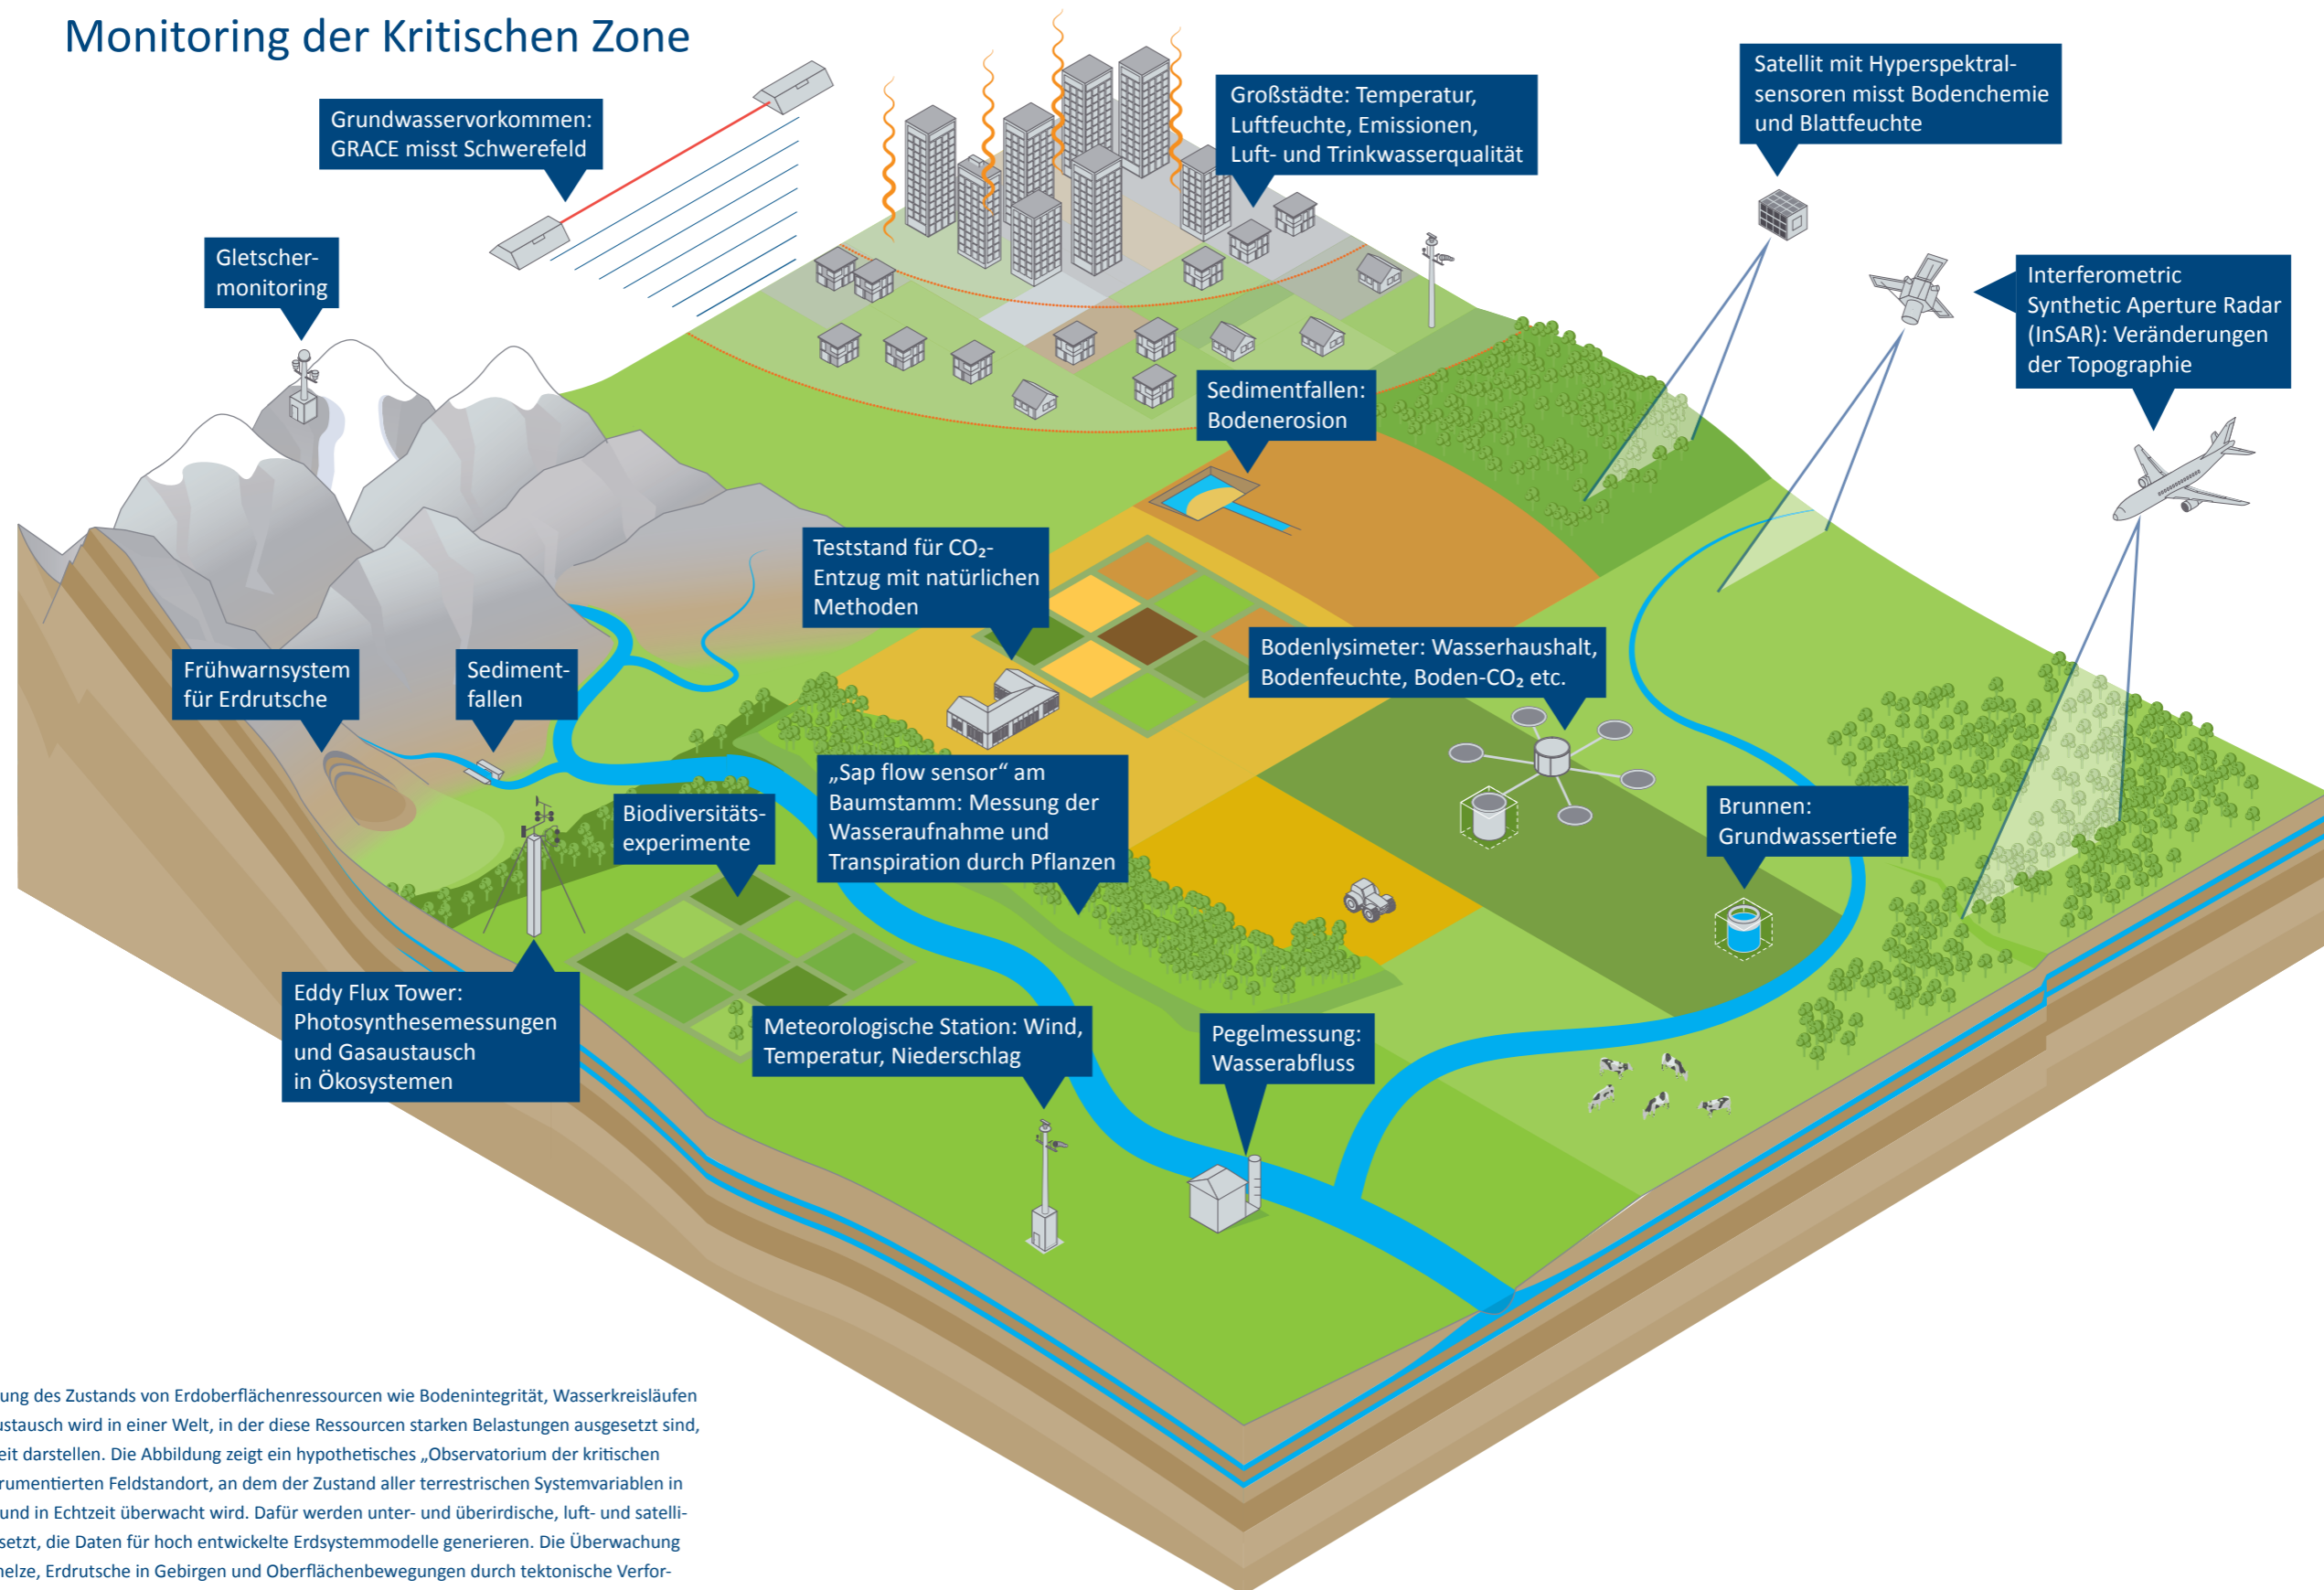 Monitoring der Kritischen Zone
Grundwasservorkommen:
GRACE misst Schwerefeld
Großstädte: Temperatur,
Luftfeuchte, Emissionen,
Luft- und Trinkwasserqualität
Satellit mit Hyperspektral-
sensoren misst Bodenchemie
und Blattfeuchte
Gletscher-
monitoring
Interferometric
Synthetic Aperture Radar
(InSAR): Veränderungen
der Topographie
Sedimentfallen:
Bodenerosion
Teststand für CO₂-
Entzug mit natürlichen
Methoden
Frühwarnsystem
für Erdrutsche
Sediment-
fallen
Bodenlysimeter: Wasserhaushalt,
Bodenfeuchte, Boden-CO₂ etc.
„Sap flow sensor“ am
Baumstamm: Messung der
Wasseraufnahme und
Transpiration durch Pflanzen
Biodiversitäts-
experimente
Brunnen:
Grundwassertiefe
Eddy Flux Tower:
Photosynthesemessungen
und Gasaustausch
in Ökosystemen
Meteorologische Station: Wind,
Temperatur, Niederschlag
Pegelmessung:
Wasserabfluss
ung des Zustands von Erdoberflächenressourcen wie Bodenintegrität, Wasserkreisläufen
ustausch wird in einer Welt, in der diese Ressourcen starken Belastungen ausgesetzt sind,
eit darstellen. Die Abbildung zeigt ein hypothetisches „Observatorium der kritischen
rumentierten Feldstandort, an dem der Zustand aller terrestrischen Systemvariablen in
und in Echtzeit überwacht wird. Dafür werden unter- und überirdische, luft- und satelli-
setzt, die Daten für hoch entwickelte Erdsystemmodelle generieren. Die Überwachung
helze, Erdrutsche in Gebirgen und Oberflächenbewegungen durch tektonische Verfor-